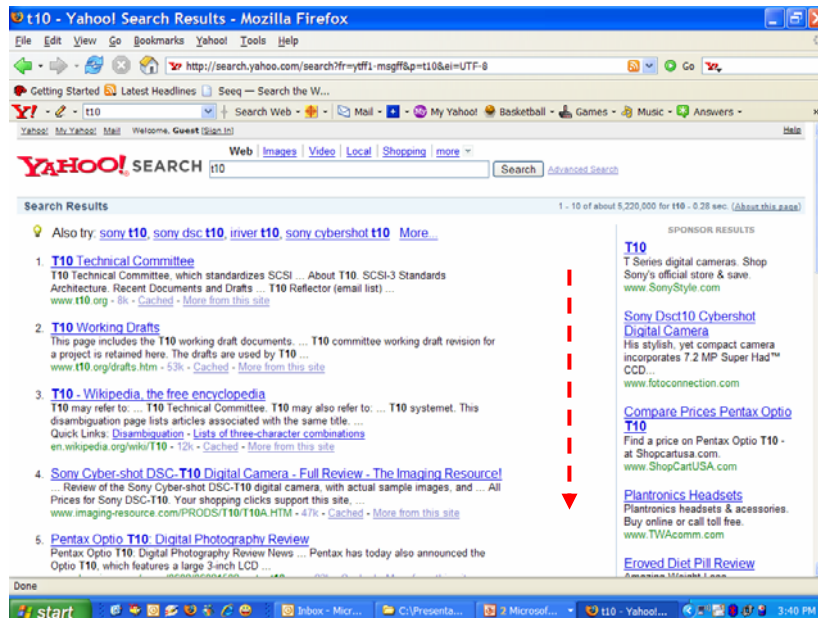 t10 - Yahoo! Search Results - Mozilla Firefox
File Edit View Go Bookmarks Yahoo! Tools Help
http://search.yahoo.com/search?fr=ytff1-msgff&p=t10&ei=UTF-8 Go
Getting Started Latest Headlines Seeq — Search the W...
Y! t10 Search Web Mail My Yahoo! Basketball Games Music Answers
Yahoo! My Yahoo! Mail Welcome, Guest [Sign In] Help
Web | Images | Video | Local | Shopping | more
YAHOO! SEARCH t10 Search Advanced Search
Search Results 1 - 10 of about 5,220,000 for t10 - 0.28 sec. (About this page)
Also try: sony t10, sony dsc t10, iriver t10, sony cybershot t10 More...
1. T10 Technical Committee
T10 Technical Committee, which standardizes SCSI ... About T10. SCSI-3 Standards
Architecture. Recent Documents and Drafts ... T10 Reflector (email list) ...
www.t10.org - 8k - Cached - More from this site
2. T10 Working Drafts
This page includes the T10 working draft documents. ... T10 committee working draft revision for
a project is retained here. The drafts are used by T10 ...
www.t10.org/drafts.htm - 53k - Cached - More from this site
3. T10 - Wikipedia, the free encyclopedia
T10 may refer to: ... T10 Technical Committee. T10 may also refer to: ... T10 systemet. This
disambiguation page lists articles associated with the same title. ...
Quick Links: Disambiguation - Lists of three-character combinations
en.wikipedia.org/wiki/T10 - 12k - Cached - More from this site
4. Sony Cyber-shot DSC-T10 Digital Camera - Full Review - The Imaging Resource!
... Review of the Sony Cyber-shot DSC-T10 digital camera, with actual sample images, and ... All
Prices for Sony DSC-T10. Your shopping clicks support this site, ...
www.imaging-resource.com/PRODS/T10/T10A.HTM - 47k - Cached - More from this site
5. Pentax Optio T10: Digital Photography Review
Pentax Optio T10: Digital Photography Review News ... Pentax has today also announced the
Optio T10, which features a large 3-inch LCD ...
SPONSOR RESULTS
T10
T Series digital cameras. Shop
Sony's official store & save.
www.SonyStyle.com
Sony Dsct10 Cybershot
Digital Camera
His stylish, yet compact camera
incorporates 7.2 MP Super Had™
CCD...
www.fotoconnection.com
Compare Prices Pentax Optio
T10
Find a price on Pentax Optio T10 -
at Shopcartusa.com.
www.ShopCartUSA.com
Plantronics Headsets
Plantronics headsets & acessories.
Buy online or call toll free.
www.TWAcomm.com
Eroved Diet Pill Review
Amazing Weight Loss
Done
start Inbox - Micr... C:\Presenta... 2 Microsof... t10 - Yahoo!... 3:40 PM